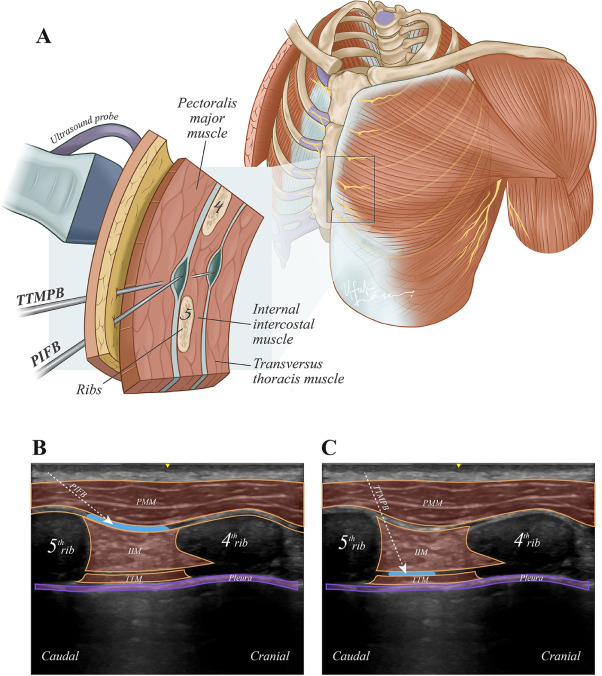 A
Ultrasound probe
Pectoralis
major
muscle
4
TTMPB
PIFB
5
Internal
intercostal
muscle
Transversus
thoracis muscle
Ribs
B
C
PIFB
PMM
5th rib
4th rib
IIM
TTM
Pleura
Caudal
Cranial
TTMPB
PMM
5th rib
4th rib
IIM
TTM
Pleura
Caudal
Cranial